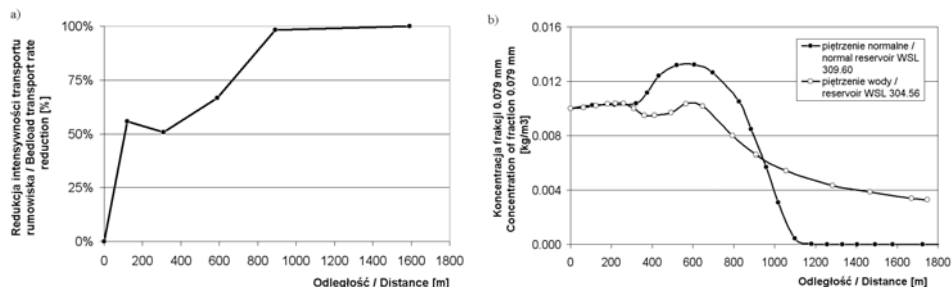 a)
Redukcja intensywności transportu
rumowiska / Bedload transport rate
reduction [%]
100%
75%
50%
25%
0%
0 200 400 600 800 1000 1200 1400 1600 1800
Odległość / Distance [m]
b)
Koncentracja frakcji 0.079 mm
Concentration of fraction 0.079 mm
[kg/m3]
0.016
0.012
0.008
0.004
0.000
piętrzenie normalne /
normal reservoir WSL
309.60
piętrzenie wody /
reservoir WSL 304.56
0 200 400 600 800 1000 1200 1400 1600 1800
Odległość / Distance [m]